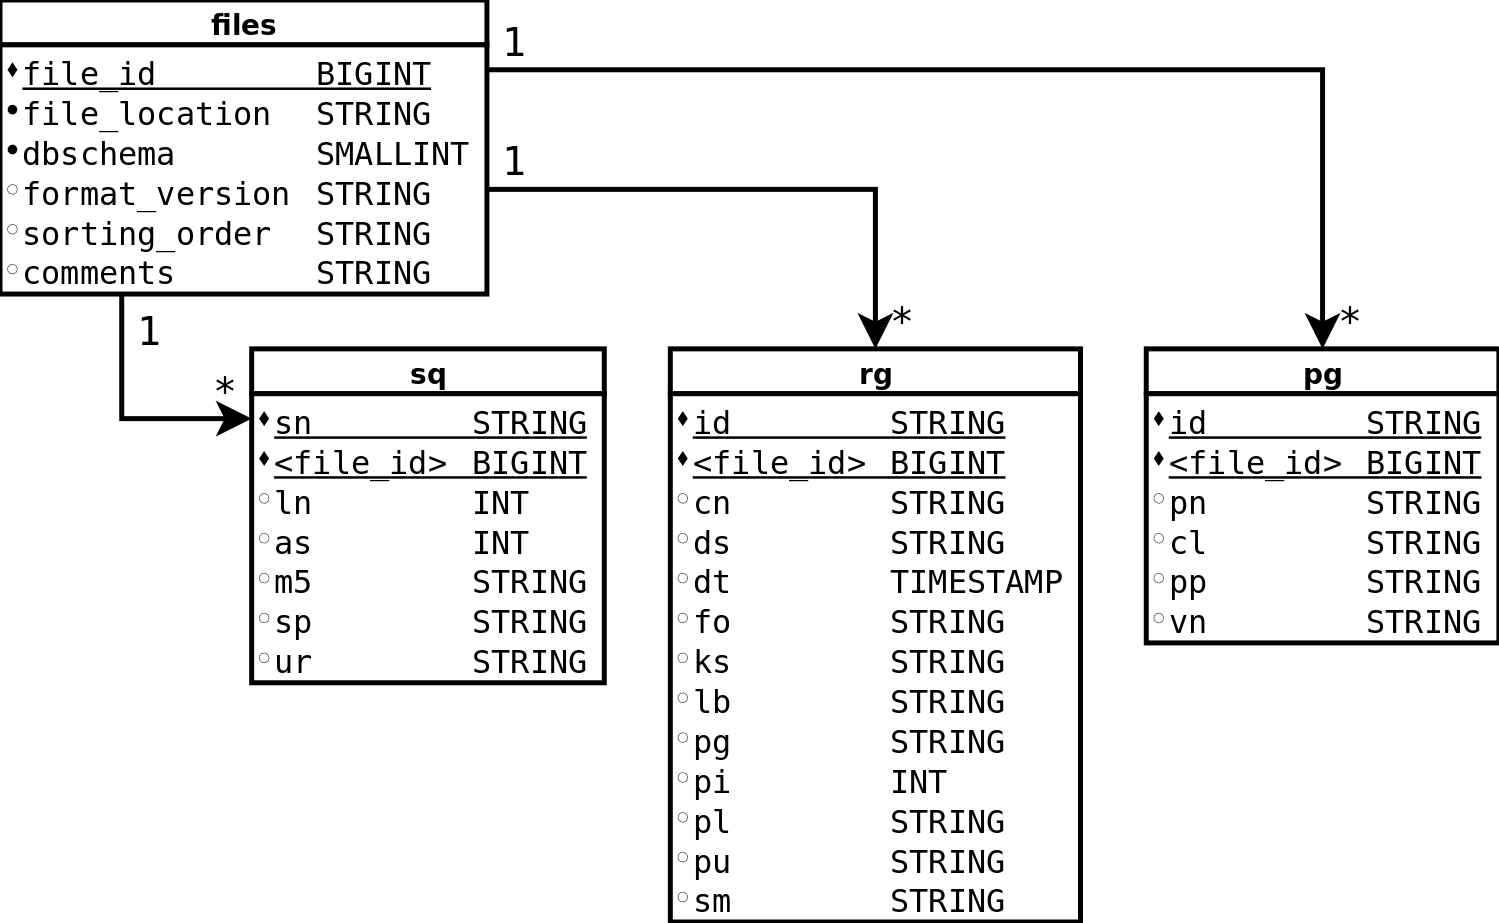 files
file_id BIGINT
file_location STRING
dbschema SMALLINT
format_version STRING
sorting_order STRING
comments STRING
1
1
1
*
*
*
sq
sn STRING
<file_id> BIGINT
ln INT
as INT
m5 STRING
sp STRING
ur STRING
rg
id STRING
<file_id> BIGINT
cn STRING
ds STRING
dt TIMESTAMP
fo STRING
ks STRING
lb STRING
pg STRING
pi INT
pl STRING
pu STRING
sm STRING
pg
id STRING
<file_id> BIGINT
pn STRING
cl STRING
pp STRING
vn STRING